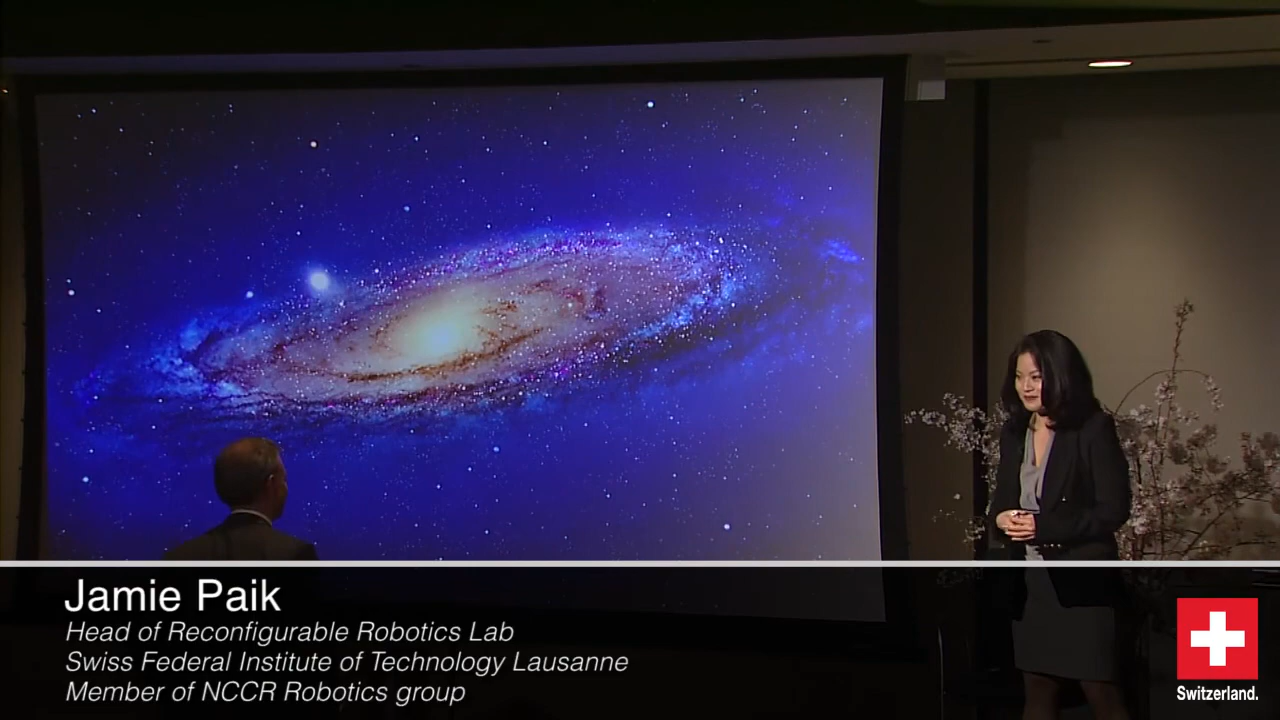 Jamie Paik
Head of Reconfigurable Robotics Lab
Swiss Federal Institute of Technology Lausanne
Member of NCCR Robotics group
Switzerland.